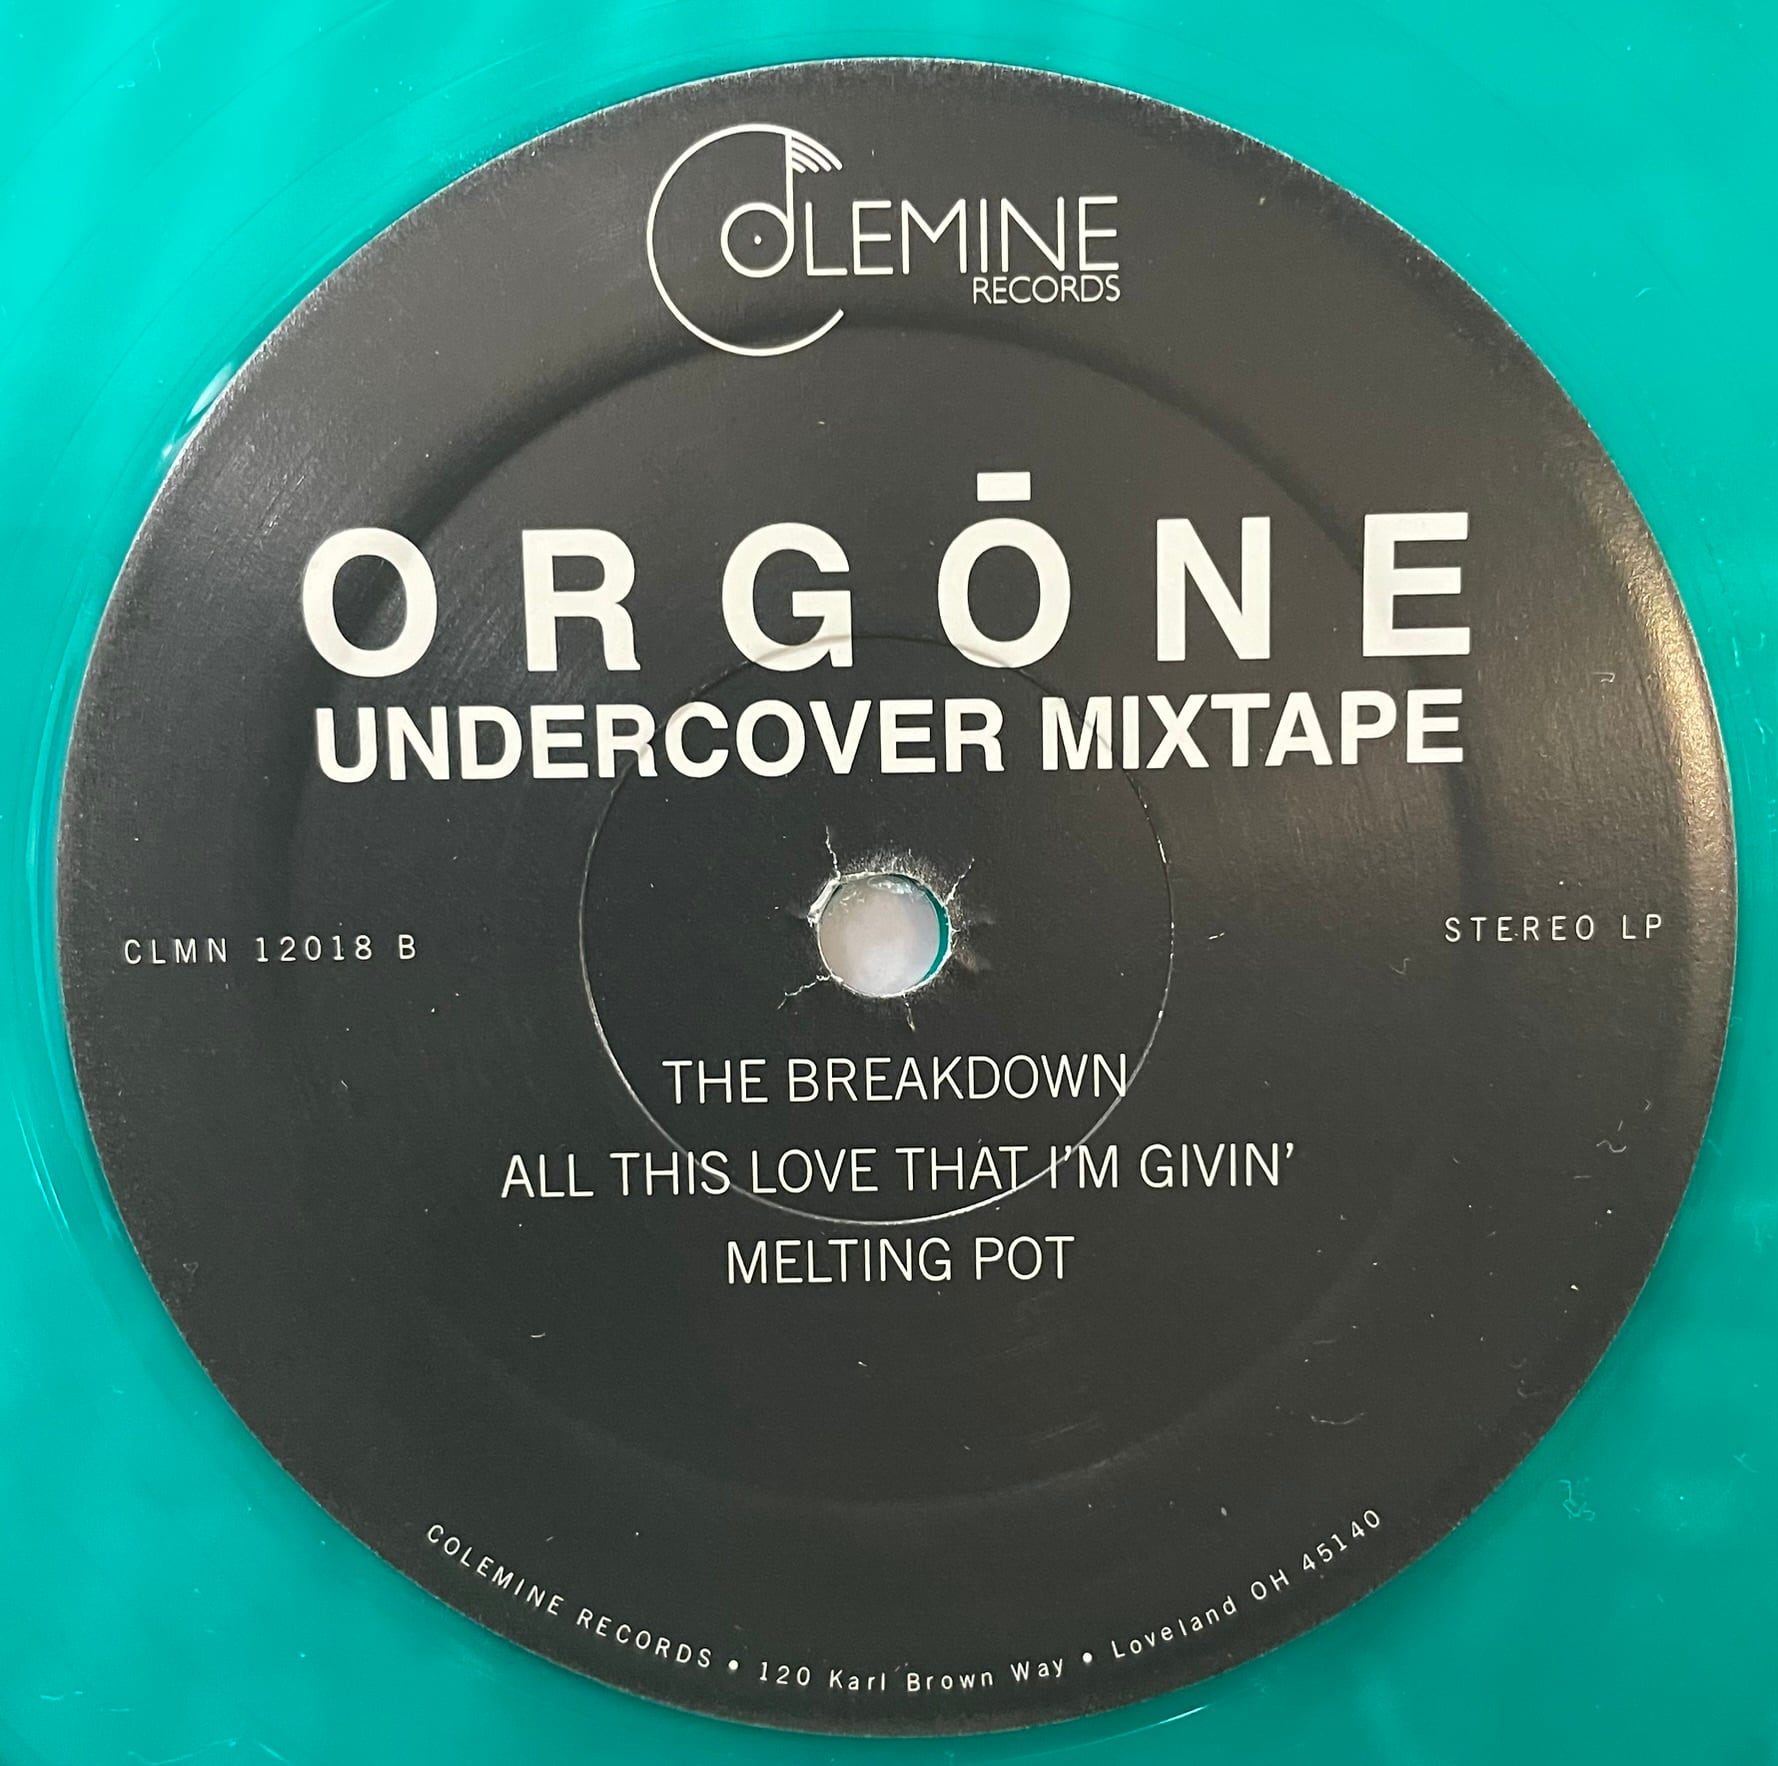 COLEMINE
RECORDS
ORGŌNE
UNDERCOVER MIXTAPE
CLMN 12018 B
STEREO LP
THE BREAKDOWN
ALL THIS LOVE THAT I'M GIVIN'
MELTING POT
COLEMINE RECORDS • 120 Karl Brown Way • Loveland OH 45140